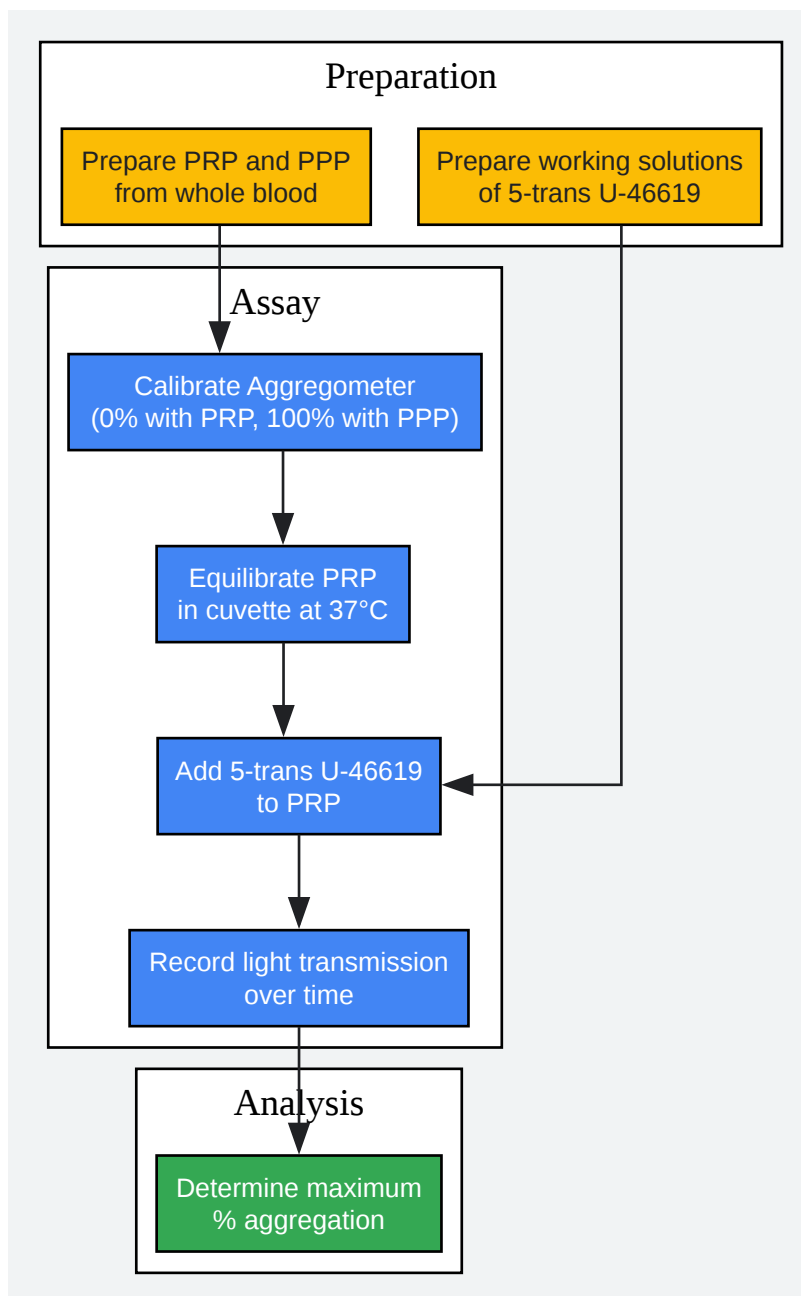 Preparation
Prepare PRP and PPP
from whole blood
Prepare working solutions
of 5-trans U-46619
Assay
Calibrate Aggregometer
(0% with PRP, 100% with PPP)
Equilibrate PRP
in cuvette at 37°C
Add 5-trans U-46619
to PRP
Record light transmission
over time
Analysis
Determine maximum
% aggregation